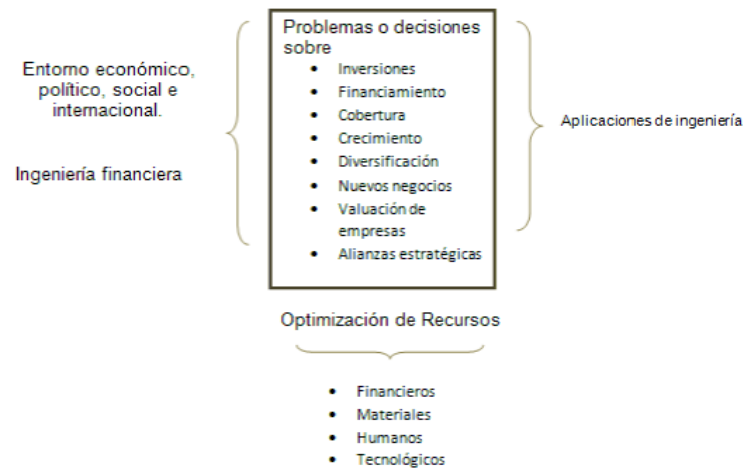 Entorno económico,
político, social e
internacional.
Ingeniería financiera
Problemas o decisiones
sobre
• Inversiones
• Financiamiento
• Cobertura
• Crecimiento
• Diversificación
• Nuevos negocios
• Valuación de
empresas
• Alianzas estratégicas
Aplicaciones de ingeniería
Optimización de Recursos
• Financieros
• Materiales
• Humanos
• Tecnológicos